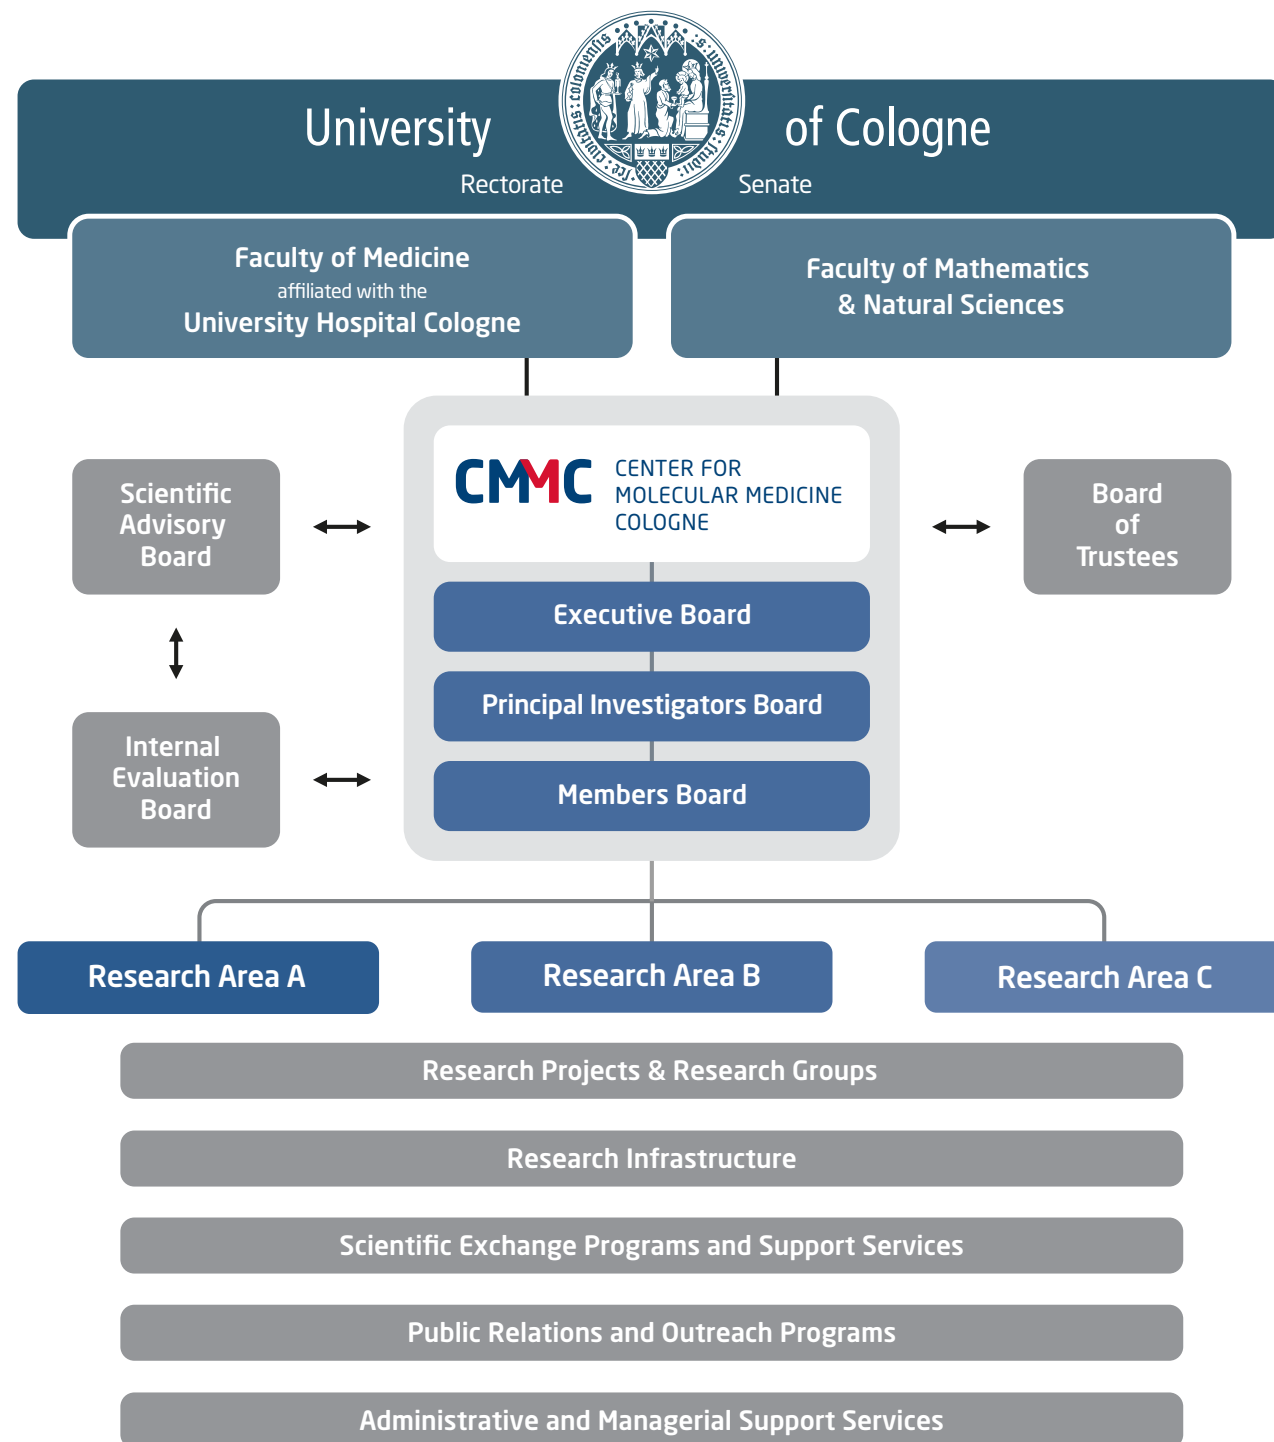 University of Cologne
Rectorate Senate
Faculty of Medicine
affiliated with the
University Hospital Cologne
Faculty of Mathematics
& Natural Sciences
CMMC
CENTER FOR
MOLECULAR MEDICINE
COLOGNE
Scientific
Advisory
Board
Board
of
Trustees
Executive Board
Principal Investigators Board
Internal
Evaluation
Board
Members Board
Research Area A
Research Area B
Research Area C
Research Projects & Research Groups
Research Infrastructure
Scientific Exchange Programs and Support Services
Public Relations and Outreach Programs
Administrative and Managerial Support Services